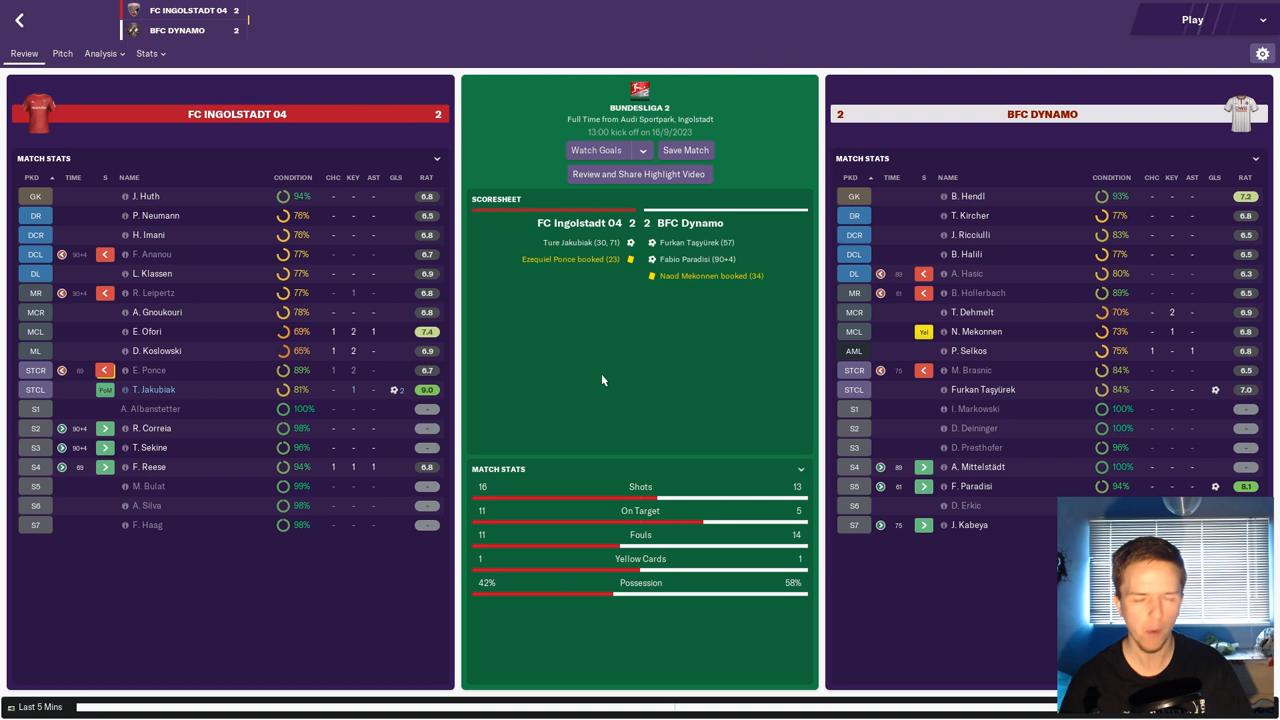 FC INGOLSTADT 04 2
BFC DYNAMO 2
Play
Review Pitch Analysis Stats
FC INGOLSTADT 04 2
MATCH STATS
PKD TIME S NAME CONDITION CHC KEY AST GLS RAT
GK J. Huth 94% - - - 6.8
DR P. Neumann 76% - - - 6.5
DCR H. Imani 76% - - - 6.8
DCL 90+4 F. Ananou 77% - - - 6.7
DL L. Klassen 77% - - - 6.9
MR 90+4 R. Leipertz 77% - 1 - 6.8
MCR A. Gnoukouri 78% - - - 6.8
MCL E. Ofori 69% 1 2 1 7.4
ML D. Koslowski 65% 1 2 - 6.9
STCR 69 E. Ponce 89% 1 2 - 6.7
STCL PoM T. Jakubiak 81% - 1 - 2 9.0
S1 A. Albanstetter 100% - - - -
S2 90+4 R. Correia 98% - - - -
S3 90+4 T. Sekine 96% - - - -
S4 69 F. Reese 94% 1 1 1 6.8
S5 M. Bulat 99% - - - -
S6 A. Silva 98% - - - -
S7 F. Haag 98% - - - -
BUNDESLIGA 2
Full Time from Audi Sportpark, Ingolstadt
13:00 kick off on 16/9/2023
Watch Goals Save Match
Review and Share Highlight Video
SCORESHEET
FC Ingolstadt 04 2 2 BFC Dynamo
Ture Jakubiak (30, 71) Furkan Taşyürek (57)
Ezequiel Ponce booked (23) Fabio Paradisi (90+4)
Naod Mekonnen booked (34)
MATCH STATS
16 Shots 13
11 On Target 5
11 Fouls 14
1 Yellow Cards 1
42% Possession 58%
2 BFC DYNAMO
MATCH STATS
PKD TIME S NAME CONDITION CHC KEY AST GLS RAT
GK B. Hendl 93% - - - 7.2
DR T. Kircher 77% - - - 6.8
DCR J. Ricciulli 83% - - - 6.5
DCL B. Halili 77% - - - 6.5
DL 89 A. Hasic 80% - - - 6.3
MR 61 B. Hollerbach 89% - - - 6.5
MCR T. Dehmelt 70% - 2 - 6.9
MCL Yel N. Mekonnen 73% - 1 - 6.8
AML P. Selkos 75% 1 - 1 6.8
STCR 75 M. Brasnic 84% - - - 6.5
STCL Furkan Taşyürek 84% - - - 7.0
S1 I. Markowski 100% - - - -
S2 D. Deininger 100% - - - -
S3 D. Presthofer 96% - - - -
S4 89 A. Mittelstädt 100% - - - -
S5 61 F. Paradisi 94% - - - 8.1
S6 D. Erkic
S7 75 J. Kabeya
Last 5 Mins